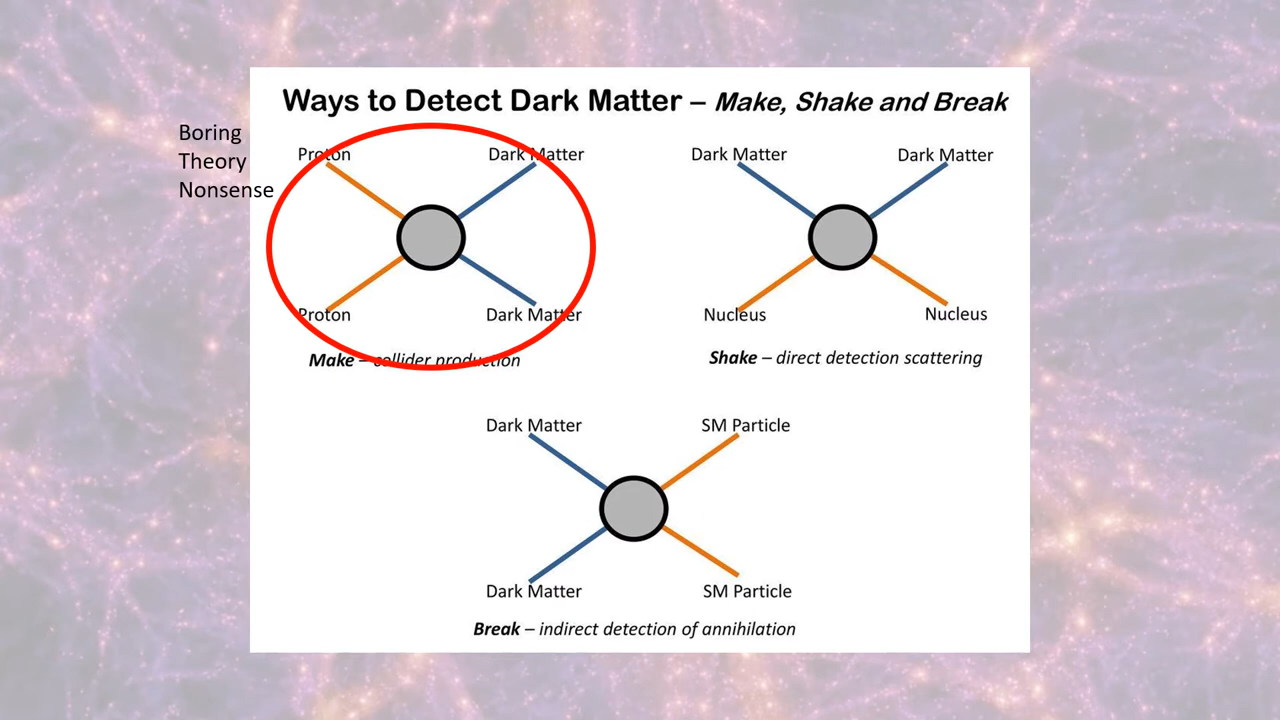 Ways to Detect Dark Matter – Make, Shake and Break
Boring
Theory
Nonsense
Proton
Dark Matter
Proton
Dark Matter
Make – collider production
Dark Matter
Dark Matter
Nucleus
Nucleus
Shake – direct detection scattering
Dark Matter
SM Particle
Dark Matter
SM Particle
Break – indirect detection of annihilation